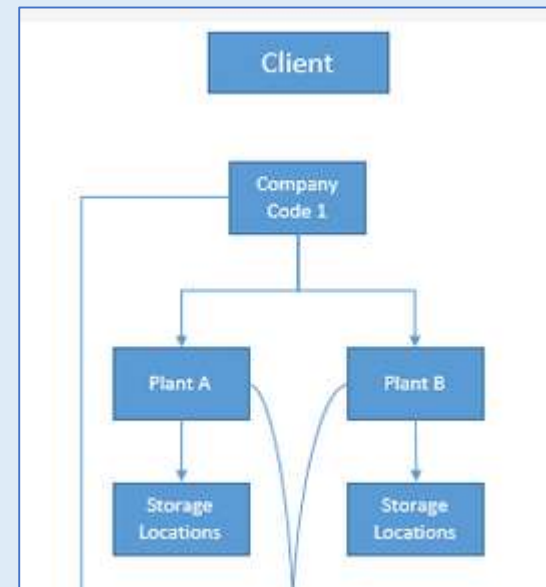 Client
Company
Code 1
Plant A
Plant B
Storage
Locations
Storage
Locations